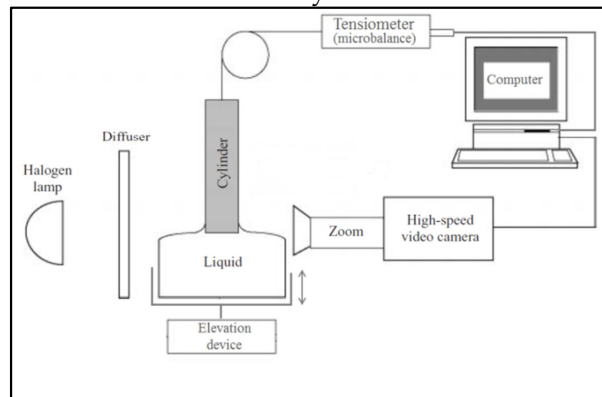 Tensiometer
(microbalance)
Computer
Diffuser
Halogen
lamp
Cylinder
Zoom
High-speed
video camera
Liquid
Elevation
device